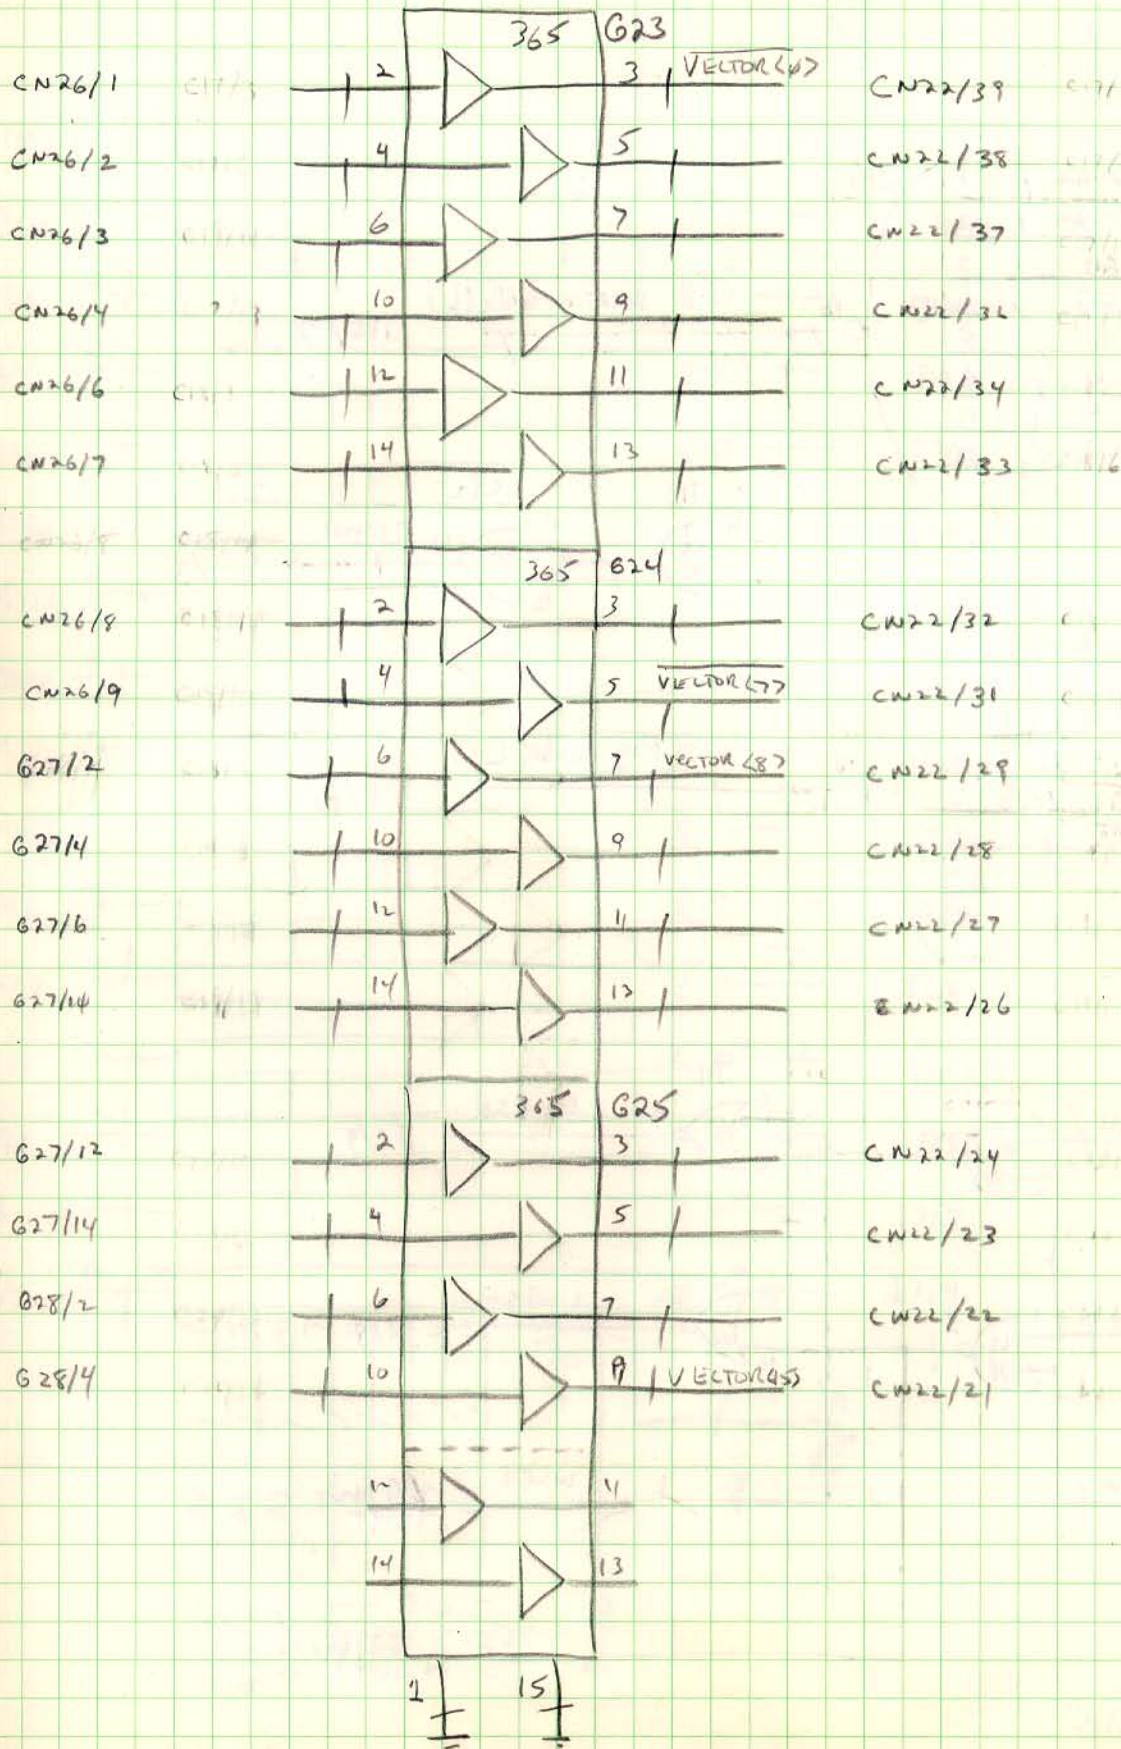 365 G23
CN26/1 2 3 VECTOR<0> CN22/39
CN26/2 4 5 CN22/38
CN26/3 6 7 CN22/37
CN26/4 10 9 CN22/36
CN26/6 12 11 CN22/34
CN26/7 14 13 CN22/33
365 G24
CN26/8 2 3 CN22/32
CN26/9 4 5 VECTOR<7> CN22/31
G27/2 6 7 VECTOR<8> CN22/29
G27/4 10 9 CN22/28
G27/6 12 11 CN22/27
G27/10 14 13 CN22/26
365 G25
G27/12 2 3 CN22/24
G27/14 4 5 CN22/23
G28/2 6 7 CN22/22
G28/4 10 9 VECTOR<15> CN22/21
12 11
14 13
1 15